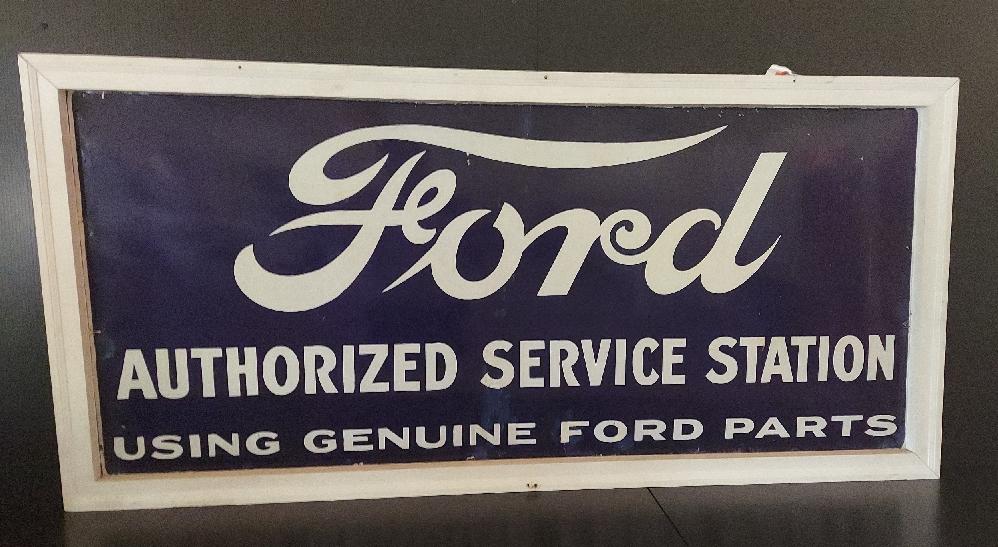 Ford
AUTHORIZED SERVICE STATION
USING GENUINE FORD PARTS